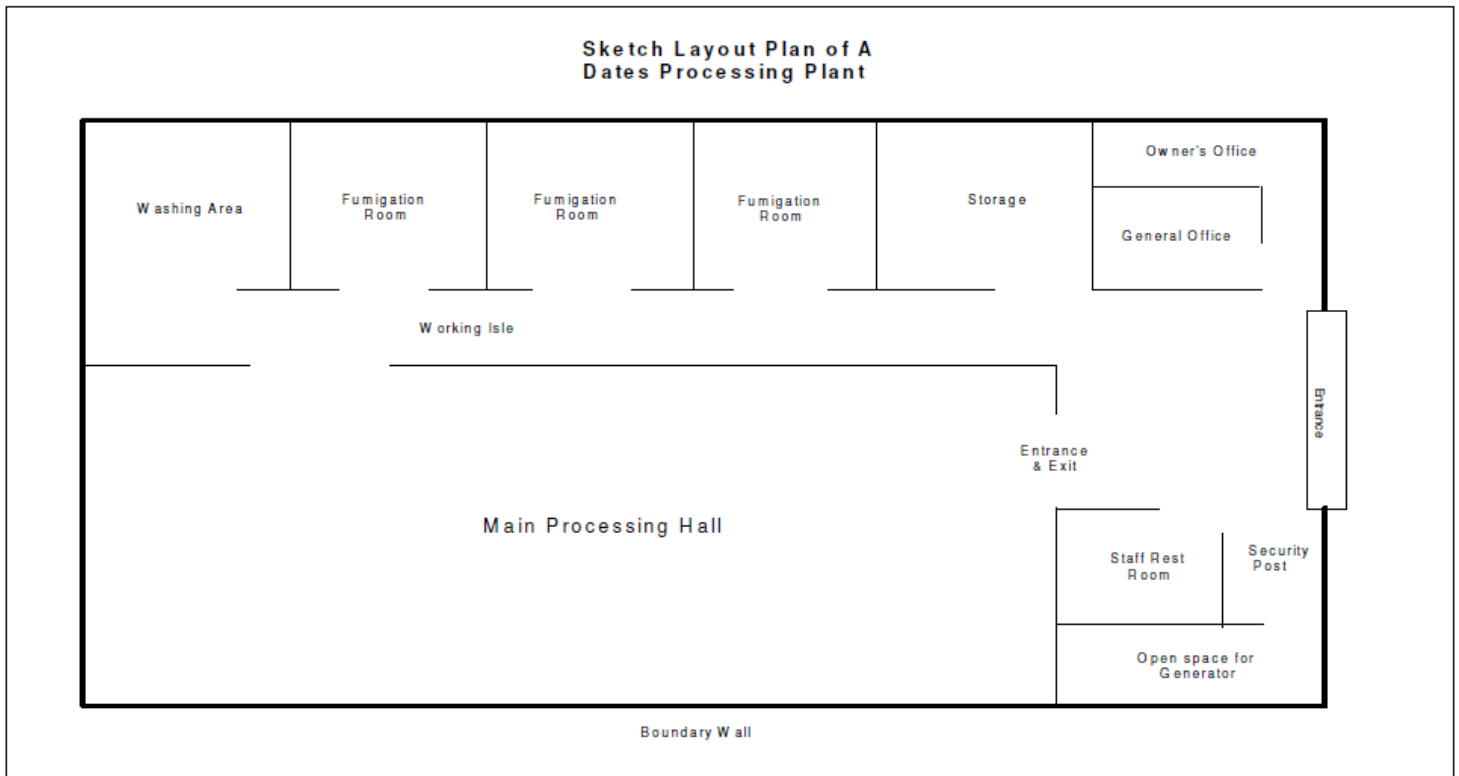 Sketch Layout Plan of A
Dates Processing Plant
Owner's Office
Washing Area
Fumigation
Room
Fumigation
Room
Fumigation
Room
Storage
General Office
Working Isle
Entrance
Entrance
& Exit
Main Processing Hall
Staff Rest
Room
Security
Post
Open space for
Generator
Boundary Wall